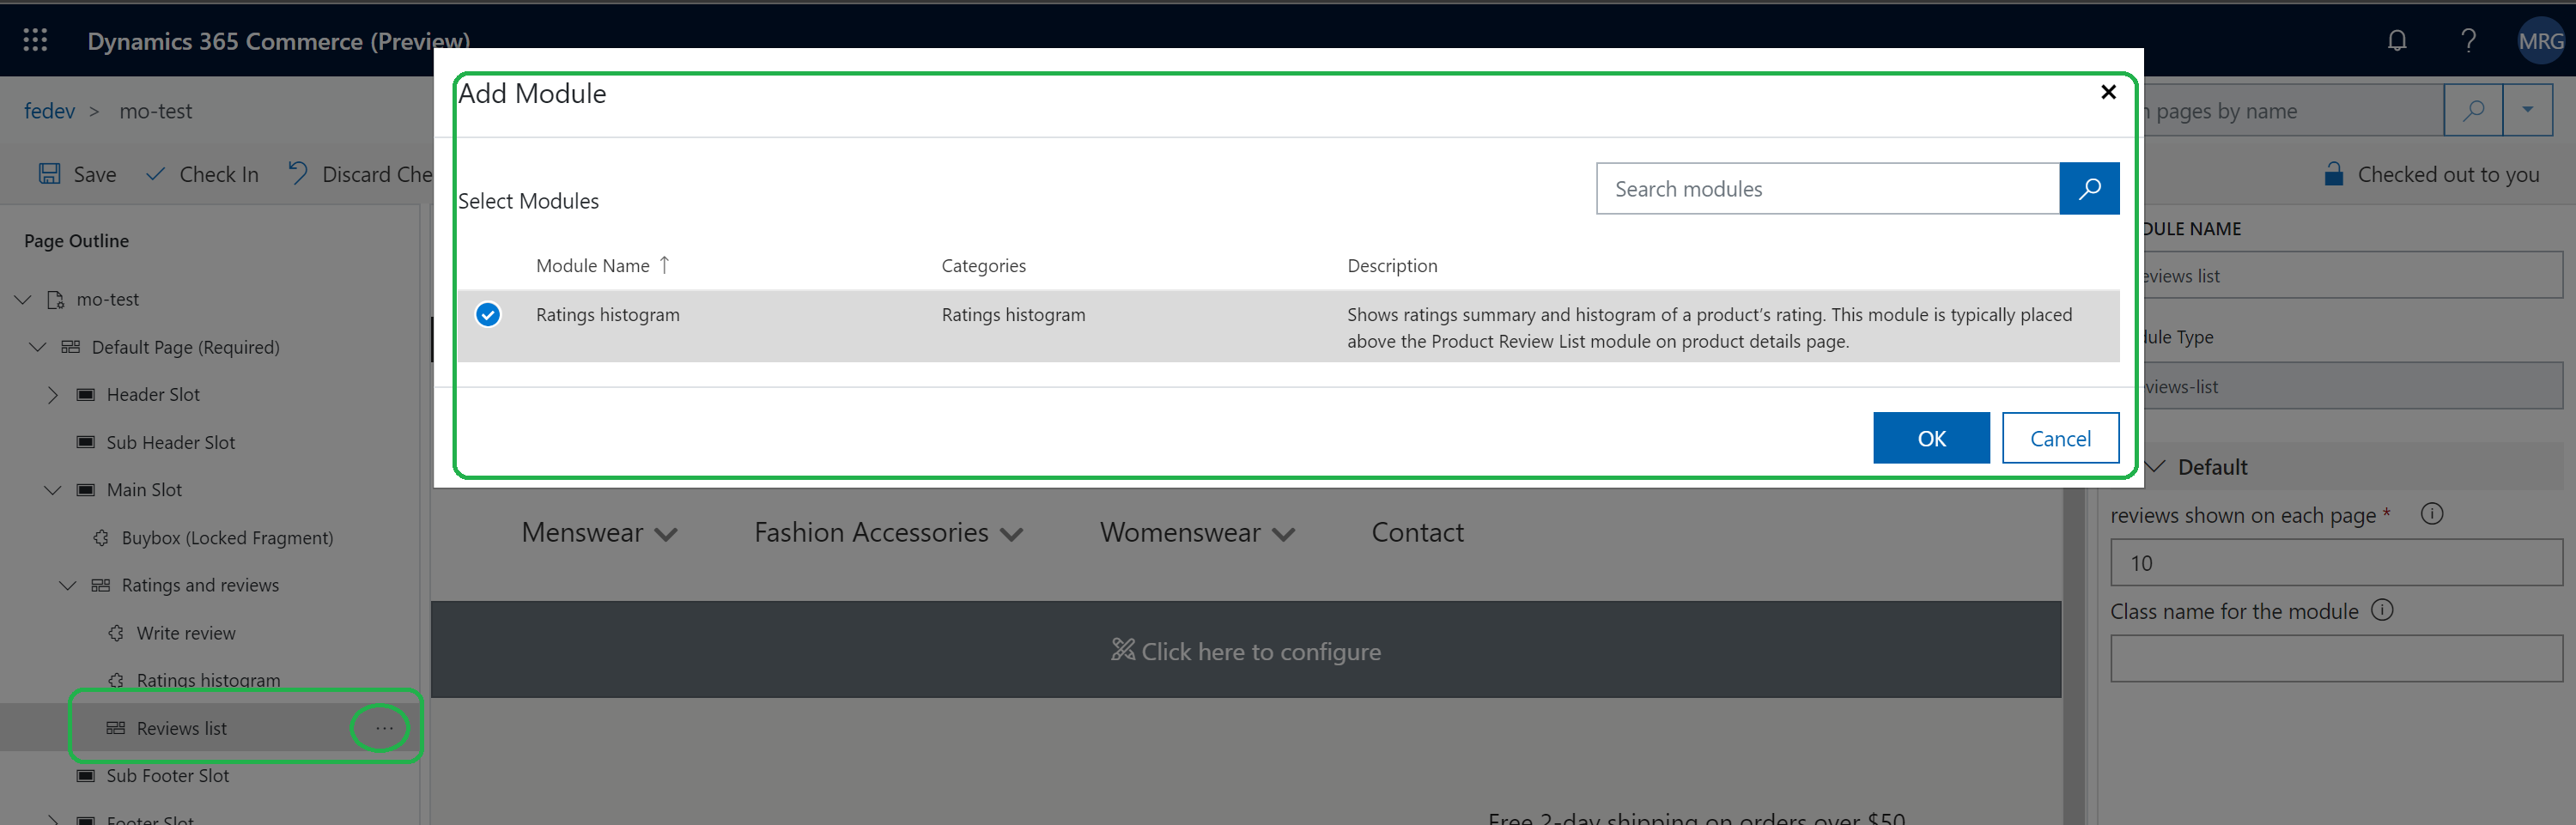 Dynamics 365 Commerce (Preview)
? MRG
fedev > mo-test
pages by name
Save Check In Discard Che
Checked out to you
Add Module
Select Modules
Search modules
Module Name ↑ Categories Description
Ratings histogram Ratings histogram Shows ratings summary and histogram of a product's rating. This module is typically placed
above the Product Review List module on product details page.
OK Cancel
Page Outline
mo-test
Default Page (Required)
Header Slot
Sub Header Slot
Main Slot
Buybox (Locked Fragment)
Ratings and reviews
Write review
Ratings histogram
Reviews list ...
Sub Footer Slot
Footer Slot
Menswear Fashion Accessories Womenswear Contact
Click here to configure
Free 2-day shipping on orders over $50
DULE NAME
eviews list
dule Type
views-list
Default
reviews shown on each page *
10
Class name for the module